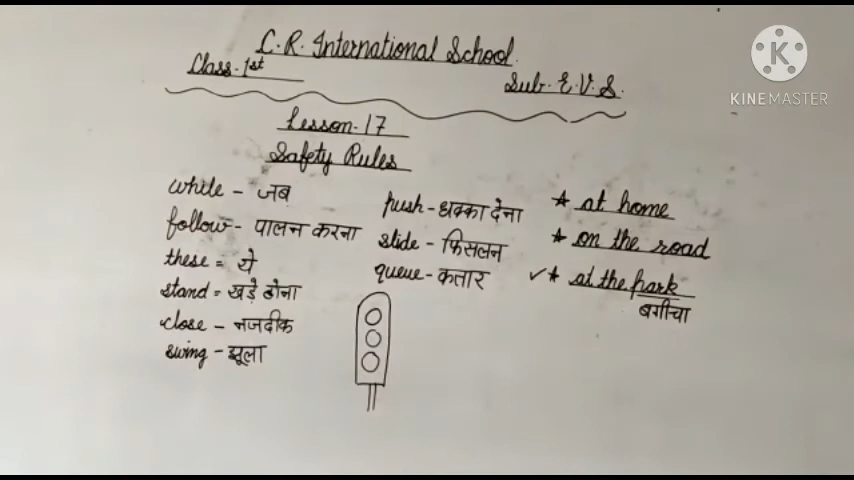 C. R. International School.
Class-1st
Sub- E.V.S.
Lesson-17
Safety Rules
while - जब
follow - पालन करना
these = ये
stand = खड़े होना
close - नजदीक
swing - झूला
push - धक्का देना
slide - फिसलन
queue - कतार
★ at home
★ on the road
✓★ at the park
बगीचा
K
KINEMASTER